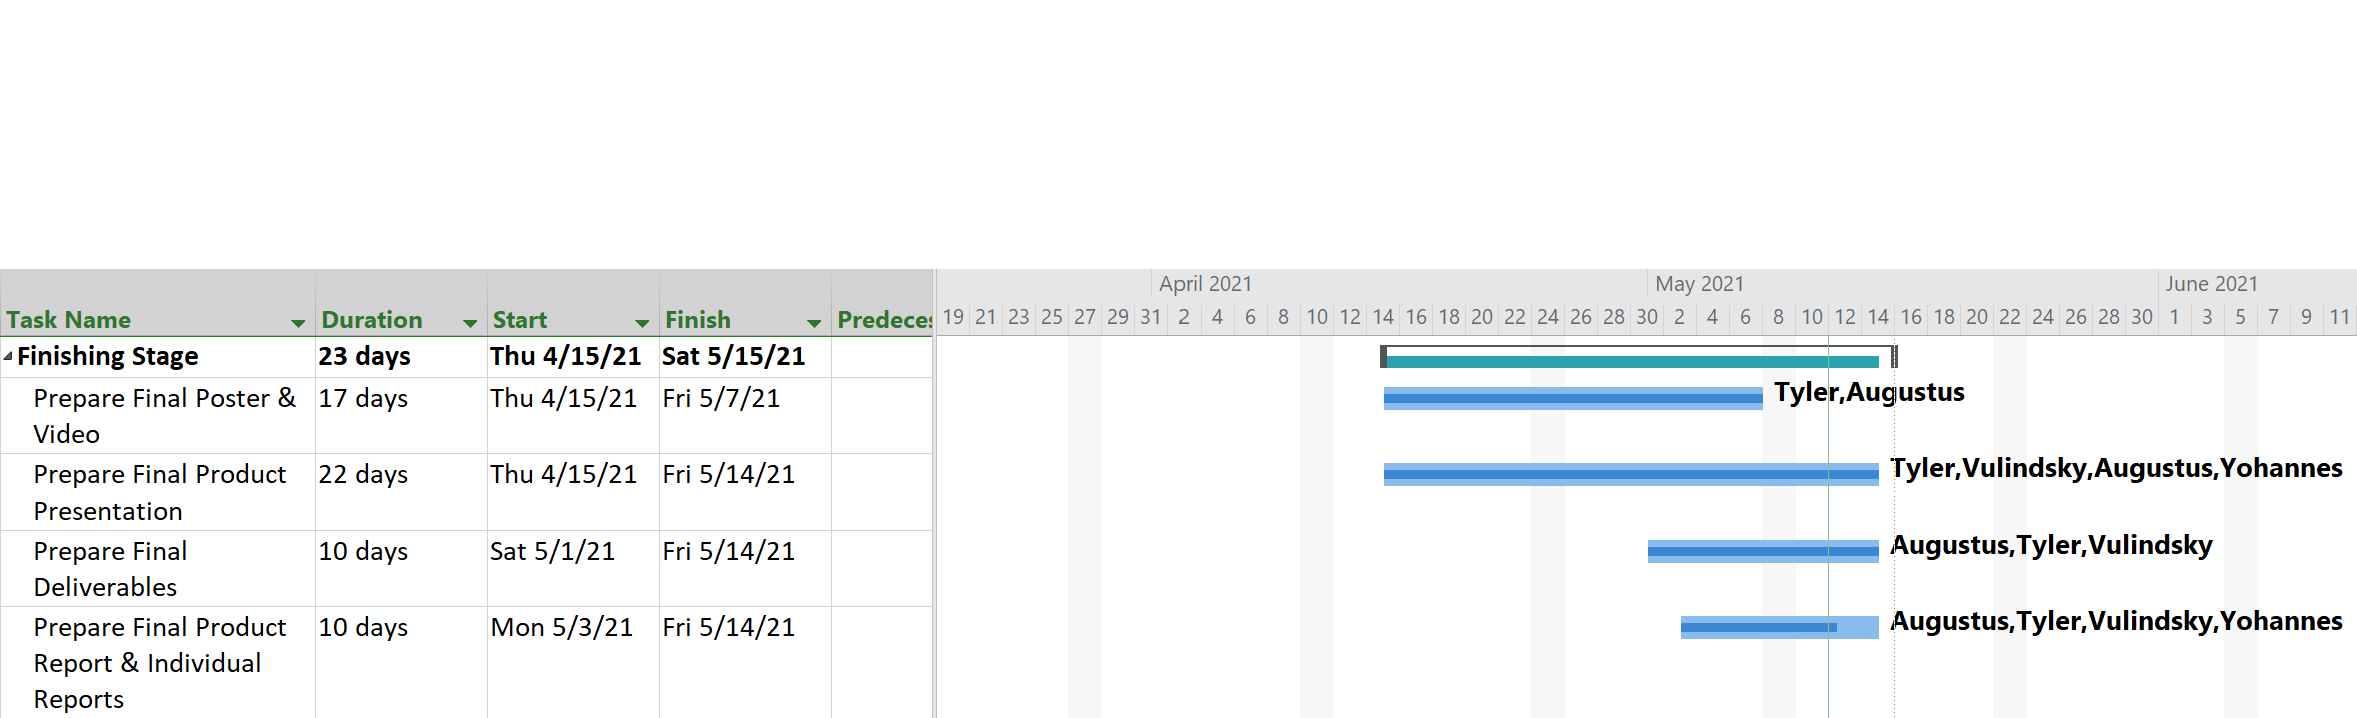 April 2021 May 2021 June 2021
Task Name Duration Start Finish Predeces 19 21 23 25 27 29 31 2 4 6 8 10 12 14 16 18 20 22 24 26 28 30 2 4 6 8 10 12 14 16 18 20 22 24 26 28 30 1 3 5 7 9 11
Finishing Stage 23 days Thu 4/15/21 Sat 5/15/21
Prepare Final Poster & 17 days Thu 4/15/21 Fri 5/7/21 Tyler,Augustus
Video
Prepare Final Product 22 days Thu 4/15/21 Fri 5/14/21 Tyler,Vulindsky,Augustus,Yohannes
Presentation
Prepare Final 10 days Sat 5/1/21 Fri 5/14/21 Augustus,Tyler,Vulindsky
Deliverables
Prepare Final Product 10 days Mon 5/3/21 Fri 5/14/21 Augustus,Tyler,Vulindsky,Yohannes
Report & Individual
Reports